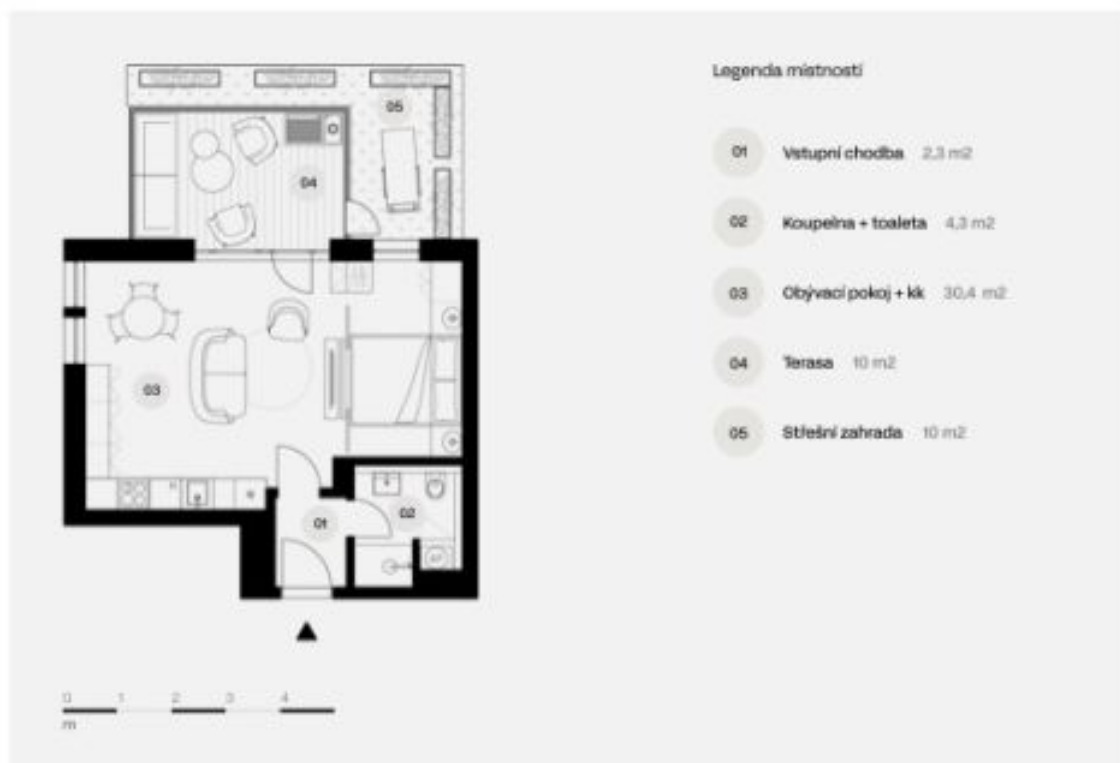 Legenda místností
01 Vstupní chodba 2,3 m2
02 Koupelna + toaleta 4,3 m2
03 Obývací pokoj + kk 30,4 m2
04 Terasa 10 m2
05 Střešní zahrada 10 m2
05
04
03
02
01
0 1 2 3 4
m